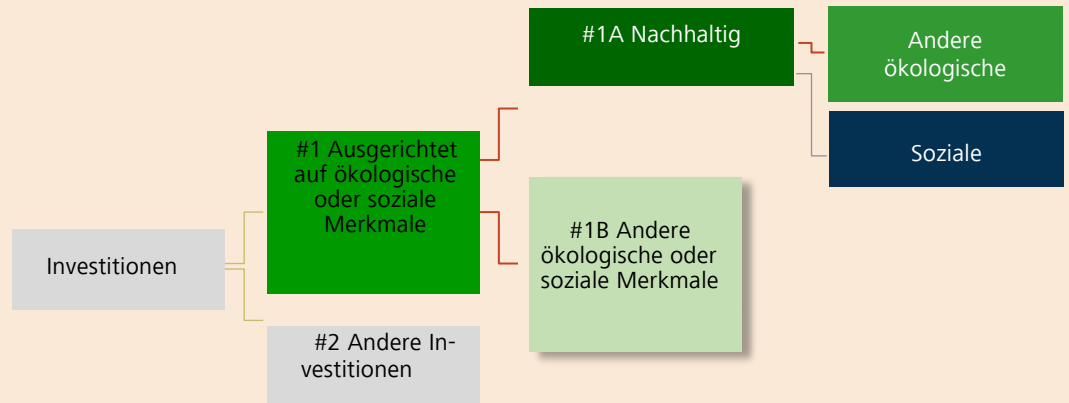 Investitionen
#1 Ausgerichtet
auf ökologische
oder soziale
Merkmale
#2 Andere In-
vestitionen
#1A Nachhaltig
#1B Andere
ökologische oder
soziale Merkmale
Andere
ökologische
Soziale